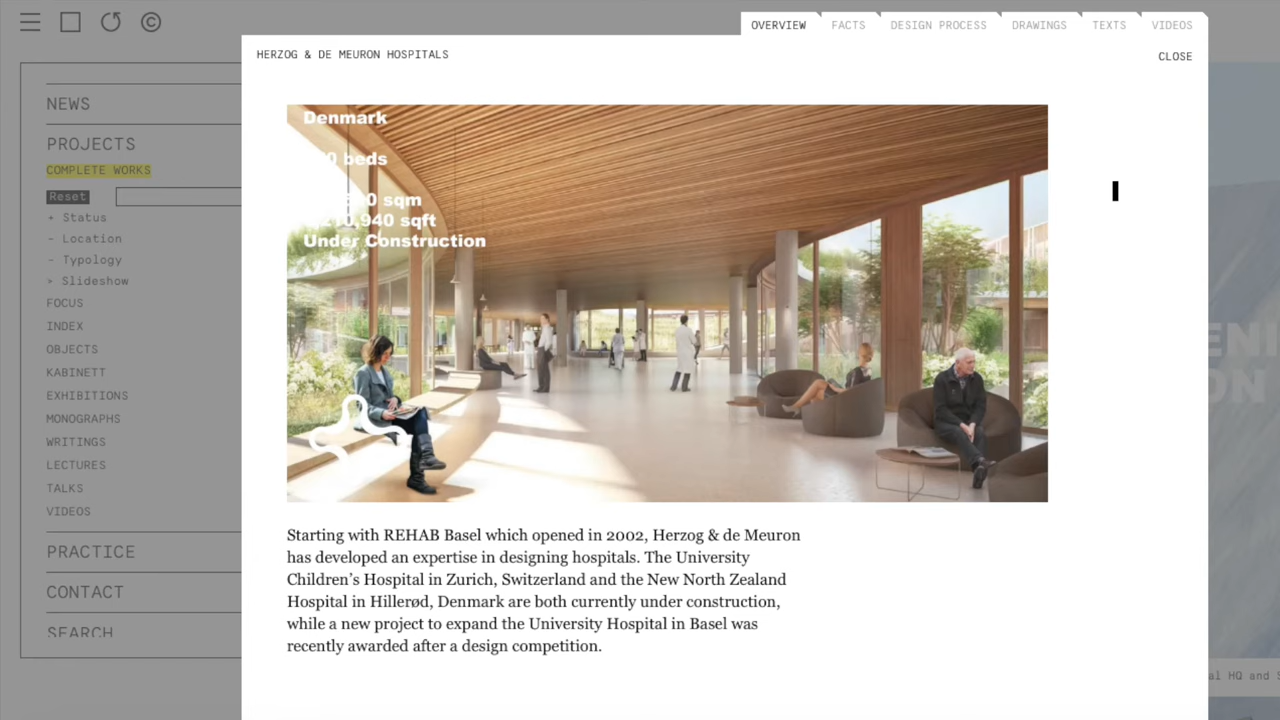 OVERVIEW FACTS DESIGN PROCESS DRAWINGS TEXTS VIDEOS
HERZOG & DE MEURON HOSPITALS
CLOSE
NEWS
PROJECTS
COMPLETE WORKS
Reset
+ Status
- Location
- Typology
> Slideshow
FOCUS
INDEX
OBJECTS
KABINETT
EXHIBITIONS
MONOGRAPHS
WRITINGS
LECTURES
TALKS
VIDEOS
PRACTICE
CONTACT
SEARCH
Denmark
beds
sqm
sqft
Under Construction
Starting with REHAB Basel which opened in 2002, Herzog & de Meuron
has developed an expertise in designing hospitals. The University
Children's Hospital in Zurich, Switzerland and the New North Zealand
Hospital in Hillerød, Denmark are both currently under construction,
while a new project to expand the University Hospital in Basel was
recently awarded after a design competition.
HQ and